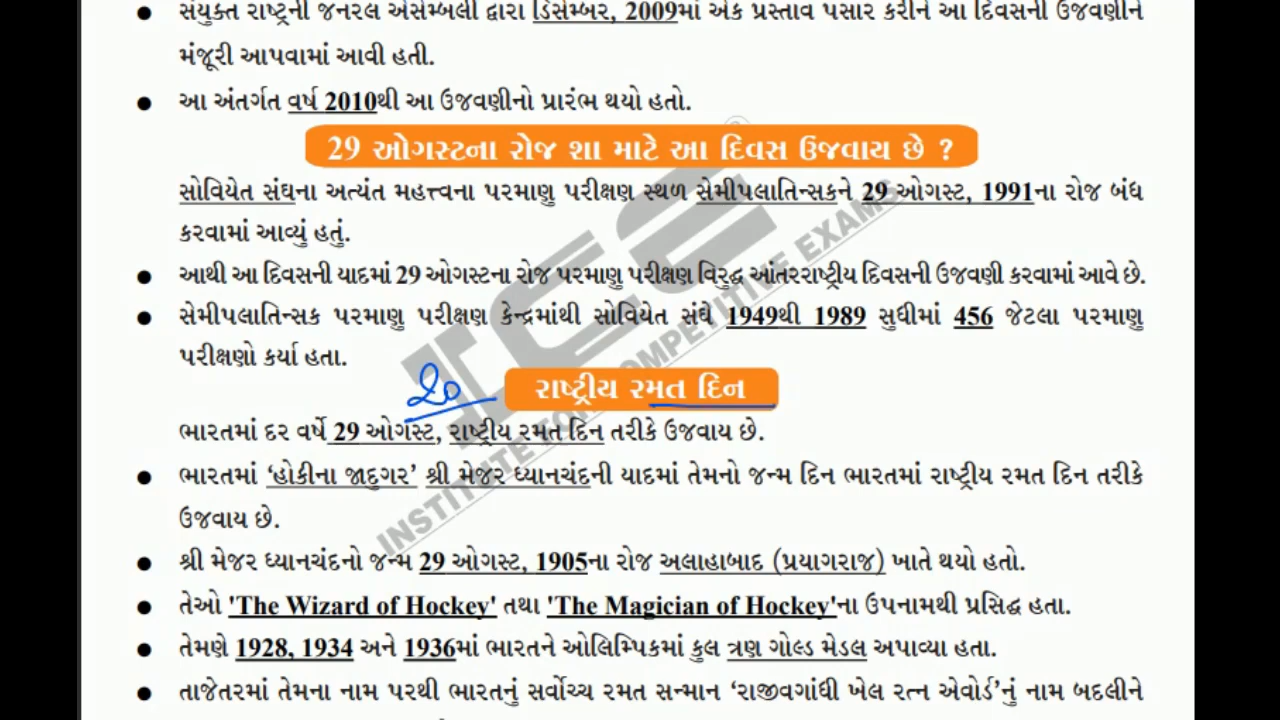 સંયુક્ત રાષ્ટ્રની જનરલ એસેમ્બલી દ્વારા ડિસેમ્બર, 2009માં એક પ્રસ્તાવ પસાર કરીને આ દિવસની ઉજવણીને
મંજૂરી આપવામાં આવી હતી.
આ અંતર્ગત વર્ષ 2010થી આ ઉજવણીનો પ્રારંભ થયો હતો.
29 ઓગસ્ટના રોજ શા માટે આ દિવસ ઉજવાય છે ?
સોવિયેત સંઘના અત્યંત મહત્ત્વના પરમાણુ પરીક્ષણ સ્થળ સેમીપલાતિન્સકને 29 ઓગસ્ટ, 1991ના રોજ બંધ
કરવામાં આવ્યું હતું.
આથી આ દિવસની યાદમાં 29 ઓગસ્ટના રોજ પરમાણુ પરીક્ષણ વિરુદ્ધ આંતરરાષ્ટ્રીય દિવસની ઉજવણી કરવામાં આવે છે.
સેમીપલાતિન્સક પરમાણુ પરીક્ષણ કેન્દ્રમાંથી સોવિયેત સંઘે 1949થી 1989 સુધીમાં 456 જેટલા પરમાણુ
પરીક્ષણો કર્યા હતા.
રાષ્ટ્રીય રમત દિન
ભારતમાં દર વર્ષે 29 ઓગસ્ટ, રાષ્ટ્રીય રમત દિન તરીકે ઉજવાય છે.
ભારતમાં ‘હોકીના જાદુગર’ શ્રી મેજર ધ્યાનચંદની યાદમાં તેમનો જન્મ દિન ભારતમાં રાષ્ટ્રીય રમત દિન તરીકે
ઉજવાય છે.
શ્રી મેજર ધ્યાનચંદનો જન્મ 29 ઓગસ્ટ, 1905ના રોજ અલાહાબાદ (પ્રયાગરાજ) ખાતે થયો હતો.
તેઓ 'The Wizard of Hockey' તથા 'The Magician of Hockey'ના ઉપનામથી પ્રસિદ્ધ હતા.
તેમણે 1928, 1934 અને 1936માં ભારતને ઓલિમ્પિકમાં કુલ ત્રણ ગોલ્ડ મેડલ અપાવ્યા હતા.
તાજેતરમાં તેમના નામ પરથી ભારતનું સર્વોચ્ચ રમત સન્માન ‘રાજીવગાંધી ખેલ રત્ન એવોર્ડ’નું નામ બદલીને
ICE
INSTITUTE FOR COMPETITIVE EXAMS